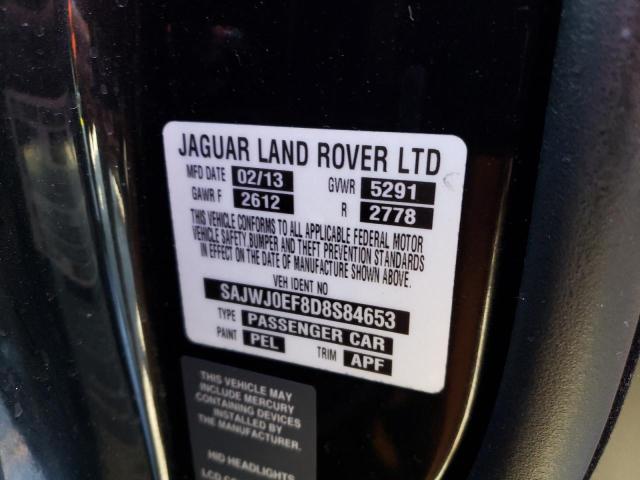 JAGUAR LAND ROVER LTD
MFD DATE 02/13 GVWR 5291
GAWR F 2612 R 2778
THIS VEHICLE CONFORMS TO ALL APPLICABLE FEDERAL MOTOR
VEHICLE SAFETY, BUMPER AND THEFT PREVENTION STANDARDS
IN EFFECT ON THE DATE OF MANUFACTURE SHOWN ABOVE.
VEH IDENT NO
SAJWJ0EF8D8S84653
TYPE PASSENGER CAR
PAINT PEL TRIM APF
THIS VEHICLE MAY
INCLUDE MERCURY
CONTAINING DEVICES
INSTALLED BY
THE MANUFACTURER.
HID HEADLIGHTS
LCD